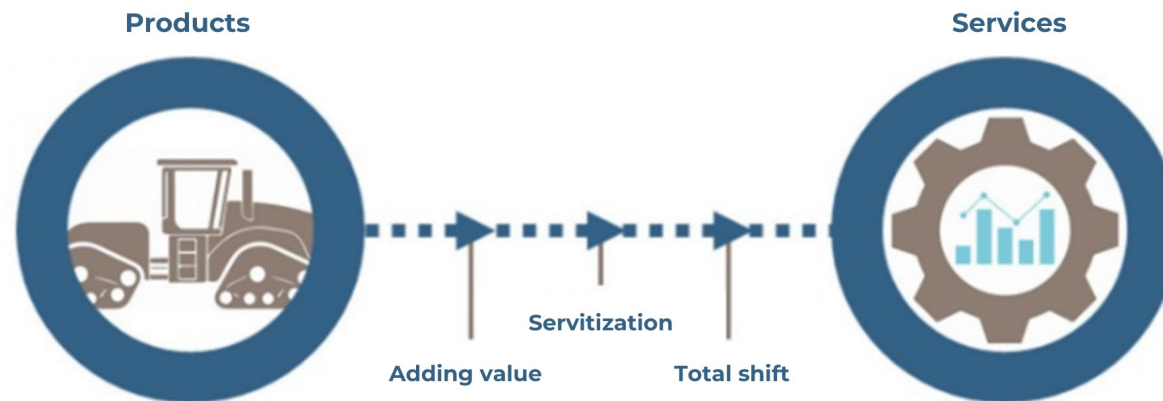 Products
Services
Servitization
Adding value
Total shift